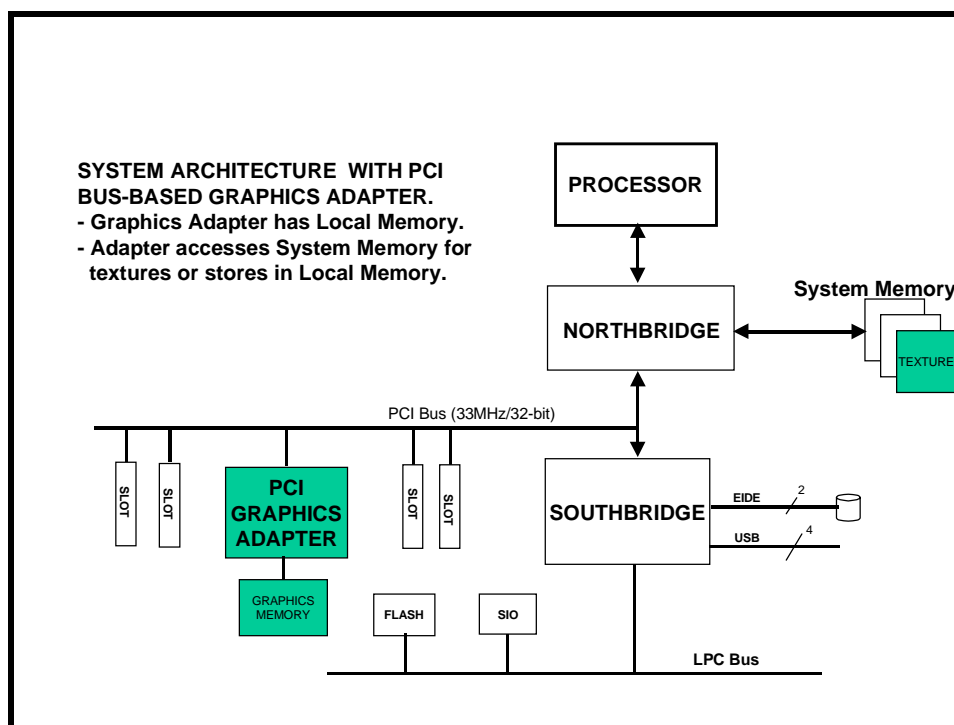 SYSTEM ARCHITECTURE WITH PCI
BUS-BASED GRAPHICS ADAPTER.
- Graphics Adapter has Local Memory.
- Adapter accesses System Memory for
textures or stores in Local Memory.
PROCESSOR
System Memory
NORTHBRIDGE
TEXTURE
PCI Bus (33MHz/32-bit)
SLOT
SLOT
PCI
GRAPHICS
ADAPTER
SLOT
SLOT
SOUTHBRIDGE
EIDE
2
USB
4
GRAPHICS
MEMORY
FLASH
SIO
LPC Bus